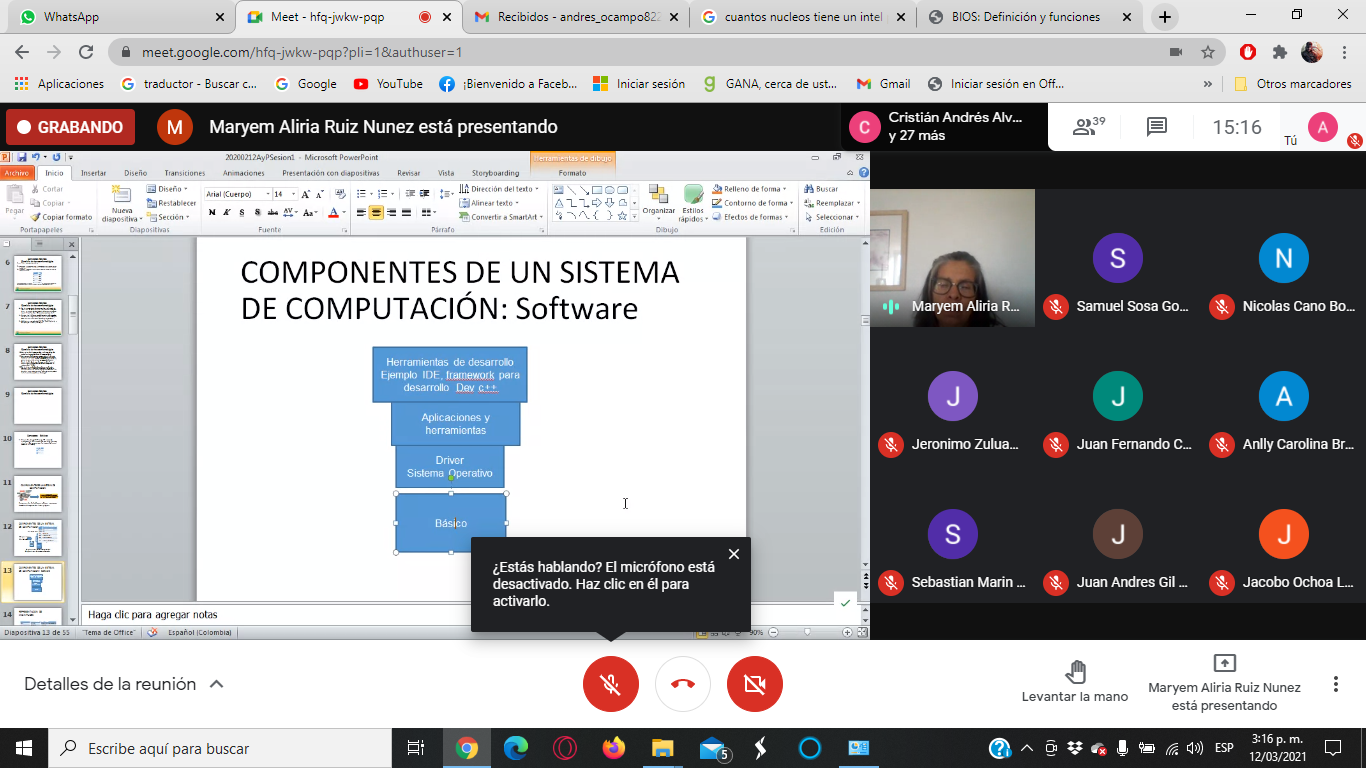 WhatsApp
Meet - hfq-jwkw-pqp
Recibidos - andres_ocampo822
cuantos nucleos tiene un intel
BIOS: Definición y funciones
meet.google.com/hfq-jwkw-pqp?pli=1&authuser=1
Aplicaciones
traductor - Buscar c...
Google
YouTube
¡Bienvenido a Faceb...
Iniciar sesión
GANA, cerca de ust...
Gmail
Iniciar sesión en Off...
»
Otros marcadores
GRABANDO
M
Maryem Aliria Ruiz Nunez está presentando
C
Cristián Andrés Alv...
y 27 más
39
15:16
Tú
A
20200212AyPSesion1 - Microsoft PowerPoint
Herramientas de dibujo
Archivo
Inicio
Insertar
Diseño
Transiciones
Animaciones
Presentación con diapositivas
Revisar
Vista
Storyboarding
Formato
Pegar
Cortar
Copiar
Copiar formato
Portapapeles
Nueva
diapositiva
Diseño
Restablecer
Sección
Diapositivas
Arial (Cuerpo)
14
Fuente
Dirección del texto
Alinear texto
Convertir a SmartArt
Párrafo
Organizar
Estilos
rápidos
Relleno de forma
Contorno de forma
Efectos de formas
Dibujo
Buscar
Reemplazar
Seleccionar
Edición
6
7
8
9
10
11
12
13
14
COMPONENTES DE UN SISTEMA
DE COMPUTACIÓN: Software
Herramientas de desarrollo
Ejemplo IDE, framework para
desarrollo Dev c++
Aplicaciones y
herramientas
Driver
Sistema Operativo
Básico
¿Estás hablando? El micrófono está
desactivado. Haz clic en él para
activarlo.
Haga clic para agregar notas
Diapositiva 13 de 55
"Tema de Office"
Español (Colombia)
90%
Maryem Aliria R...
S
Samuel Sosa Go...
N
Nicolas Cano Bo...
J
Jeronimo Zulua...
J
Juan Fernando C...
A
Anlly Carolina Br...
S
Sebastian Marin ...
J
Juan Andres Gil ...
J
Jacobo Ochoa L...
Detalles de la reunión
Levantar la mano
Maryem Aliria Ruiz Nunez
está presentando
Escribe aquí para buscar
5
ESP
3:16 p. m.
12/03/2021